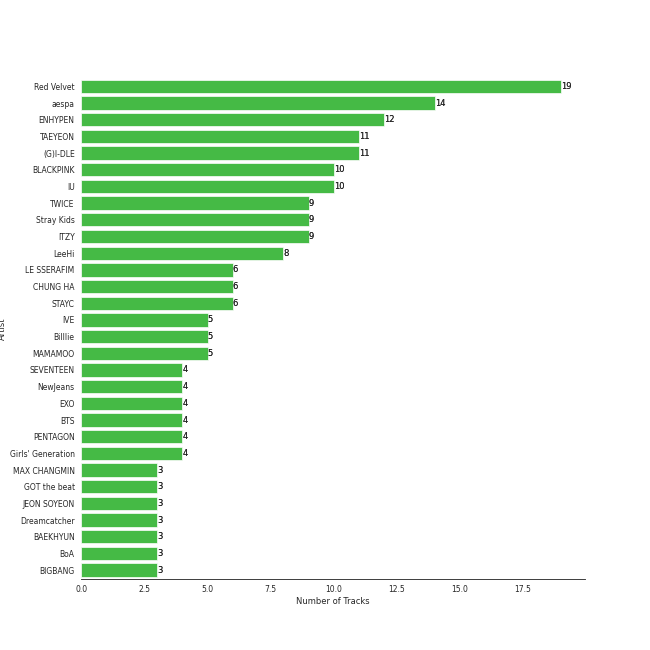 Red Velvet 19
aespa 14
ENHYPEN 12
TAEYEON 11
(G)I-DLE 11
BLACKPINK 10
IU 10
TWICE 9
Stray Kids 9
ITZY 9
LeeHi 8
LE SSERAFIM 6
CHUNG HA 6
STAYC 6
IVE 5
Billlie 5
MAMAMOO 5
SEVENTEEN 4
NewJeans 4
EXO 4
BTS 4
PENTAGON 4
Girls' Generation 4
MAX CHANGMIN 3
GOT the beat 3
JEON SOYEON 3
Dreamcatcher 3
BAEKHYUN 3
BoA 3
BIGBANG 3
Artist
0.0 2.5 5.0 7.5 10.0 12.5 15.0 17.5
Number of Tracks